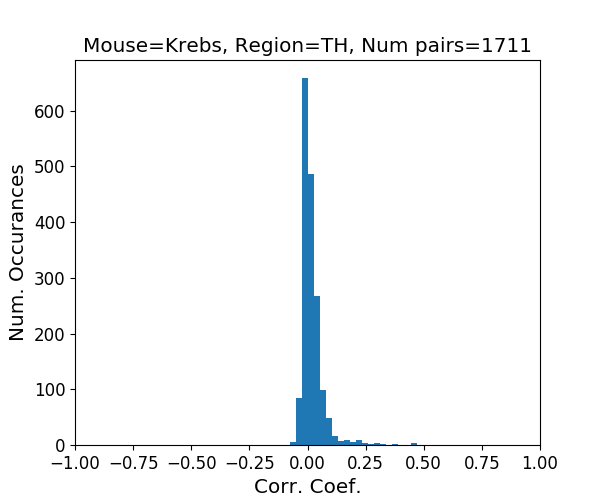 Mouse=Krebs, Region=TH, Num pairs=1711
Num. Occurances
600
500
400
300
200
100
0
−1.00 −0.75 −0.50 −0.25 0.00 0.25 0.50 0.75 1.00
Corr. Coef.